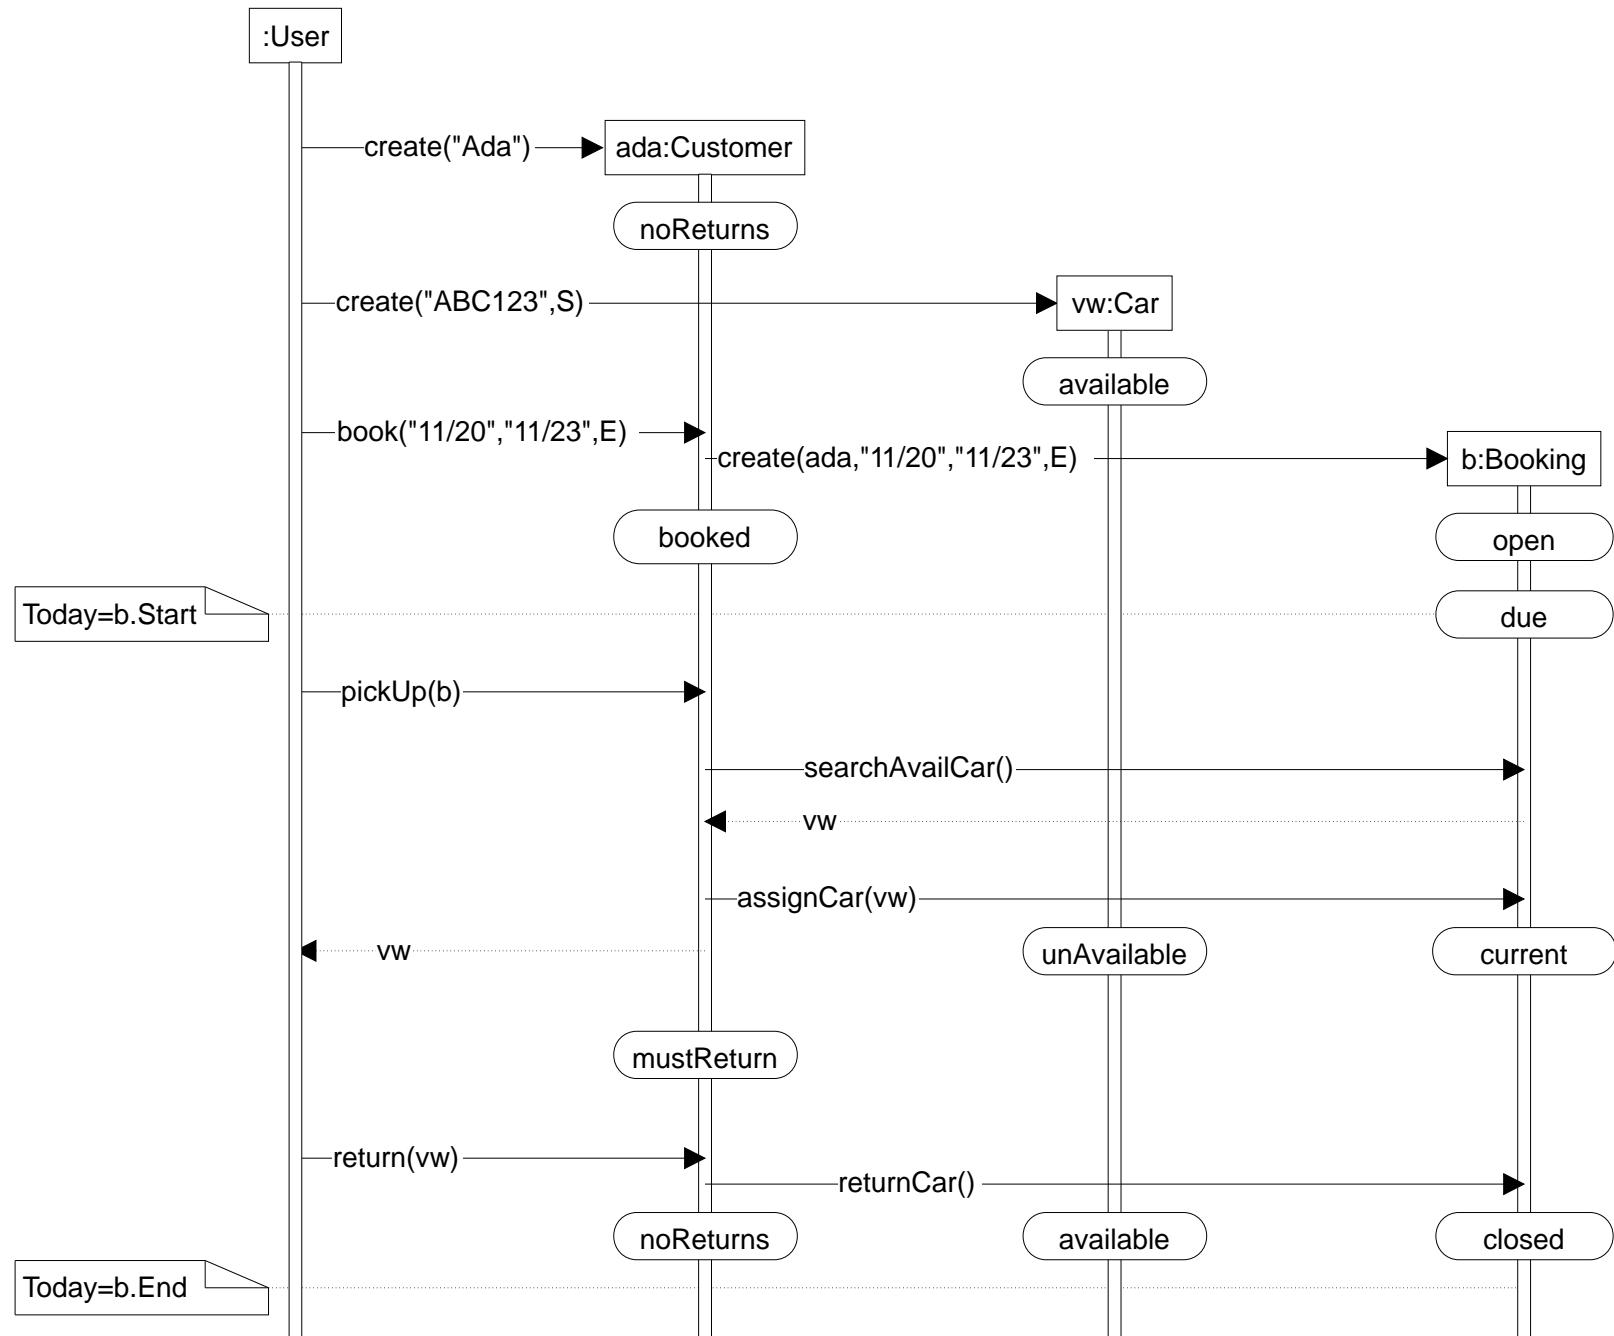 :User
create("Ada")
ada:Customer
noReturns
create("ABC123",S)
vw:Car
available
book("11/20","11/23",E)
create(ada,"11/20","11/23",E)
b:Booking
booked
open
Today=b.Start
due
pickUp(b)
searchAvailCar()
vw
assignCar(vw)
vw
unAvailable
current
mustReturn
return(vw)
returnCar()
noReturns
available
closed
Today=b.End